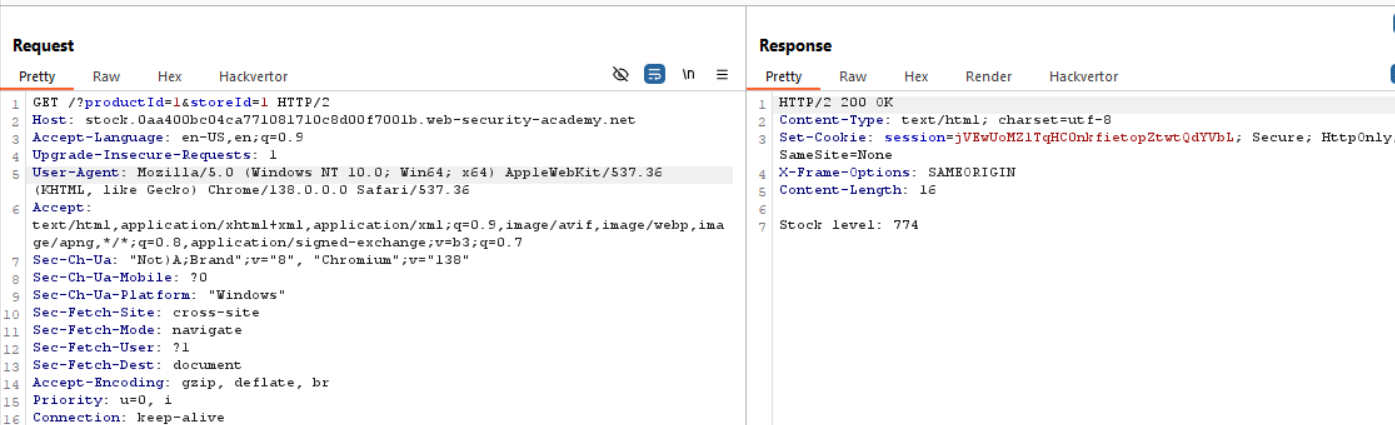 Request
Pretty Raw Hex Hackvertor \n
1 GET /?productId=1&storeId=1 HTTP/2
2 Host: stock.0aa400bc04ca771081710c8d00f7001b.web-security-academy.net
3 Accept-Language: en-US,en;q=0.9
4 Upgrade-Insecure-Requests: 1
5 User-Agent: Mozilla/5.0 (Windows NT 10.0; Win64; x64) AppleWebKit/537.36
(KHTML, like Gecko) Chrome/138.0.0.0 Safari/537.36
6 Accept:
text/html,application/xhtml+xml,application/xml;q=0.9,image/avif,image/webp,ima
ge/apng,*/*;q=0.8,application/signed-exchange;v=b3;q=0.7
7 Sec-Ch-Ua: "Not)A;Brand";v="8", "Chromium";v="138"
8 Sec-Ch-Ua-Mobile: ?0
9 Sec-Ch-Ua-Platform: "Windows"
10 Sec-Fetch-Site: cross-site
11 Sec-Fetch-Mode: navigate
12 Sec-Fetch-User: ?1
13 Sec-Fetch-Dest: document
14 Accept-Encoding: gzip, deflate, br
15 Priority: u=0, i
16 Connection: keep-alive
Response
Pretty Raw Hex Render Hackvertor
1 HTTP/2 200 OK
2 Content-Type: text/html; charset=utf-8
3 Set-Cookie: session=jVEwUoMZ1TqHCOnkfietopZtwtQdYVbL; Secure; HttpOnly;
SameSite=None
4 X-Frame-Options: SAMEORIGIN
5 Content-Length: 16
6
7 Stock level: 774